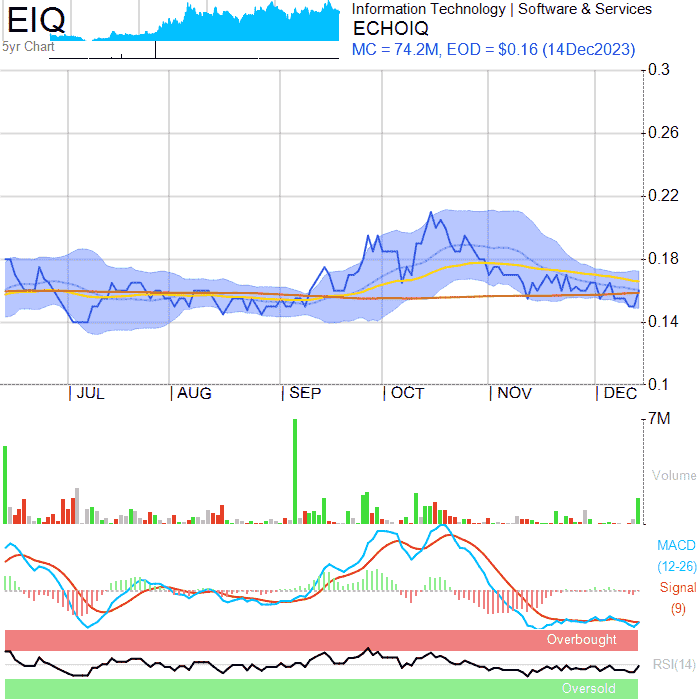 EIQ
5yr Chart
Information Technology | Software & Services
ECHOIQ
MC = 74.2M, EOD = $0.16 (14Dec2023)
0.3
0.26
0.22
0.18
0.14
0.1
JUL AUG SEP OCT NOV DEC
7M
Volume
MACD
(12-26)
Signal
(9)
Overbought
RSI(14)
Oversold